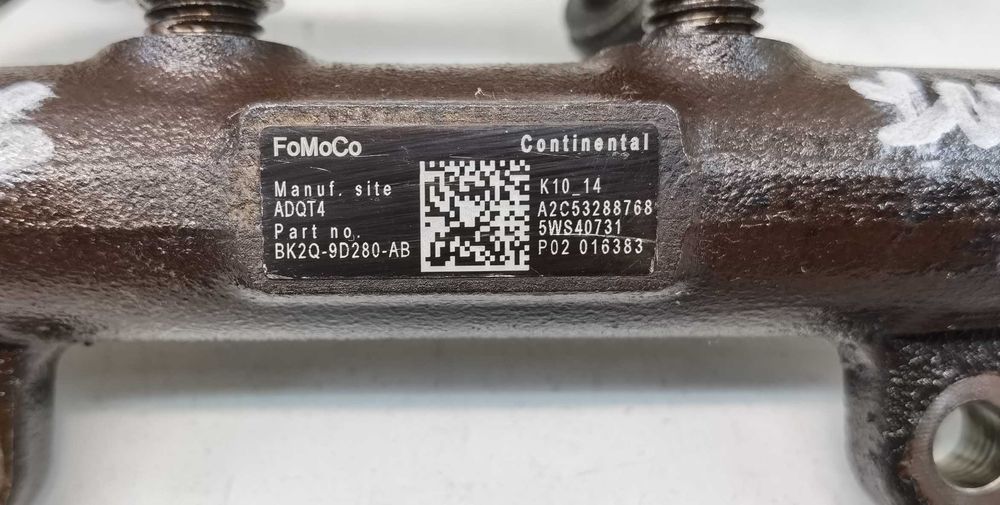 FoMoCo
Continental
Manuf. site
ADQT4
Part no.
BK2Q-9D280-AB
K10_14
A2C53288768
5WS40731
P02 016383